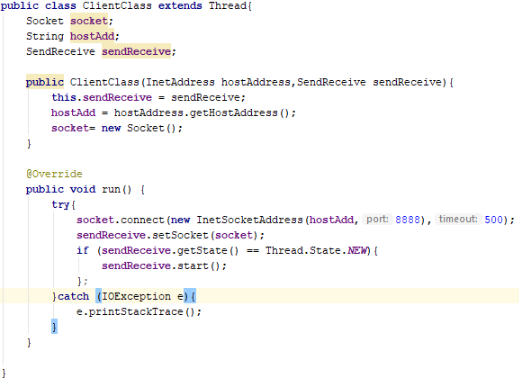 public class ClientClass extends Thread{
Socket socket;
String hostAdd;
SendReceive sendReceive;
public ClientClass(InetAddress hostAddress,SendReceive sendReceive){
this.sendReceive = sendReceive;
hostAdd = hostAddress.getHostAddress();
socket= new Socket();
}
@Override
public void run() {
try{
socket.connect(new InetSocketAddress(hostAdd, port: 8888), timeout: 500);
sendReceive.setSocket(socket);
if (sendReceive.getState() == Thread.State.NEW){
sendReceive.start();
};
}catch (IOException e){
e.printStackTrace();
}
}
}